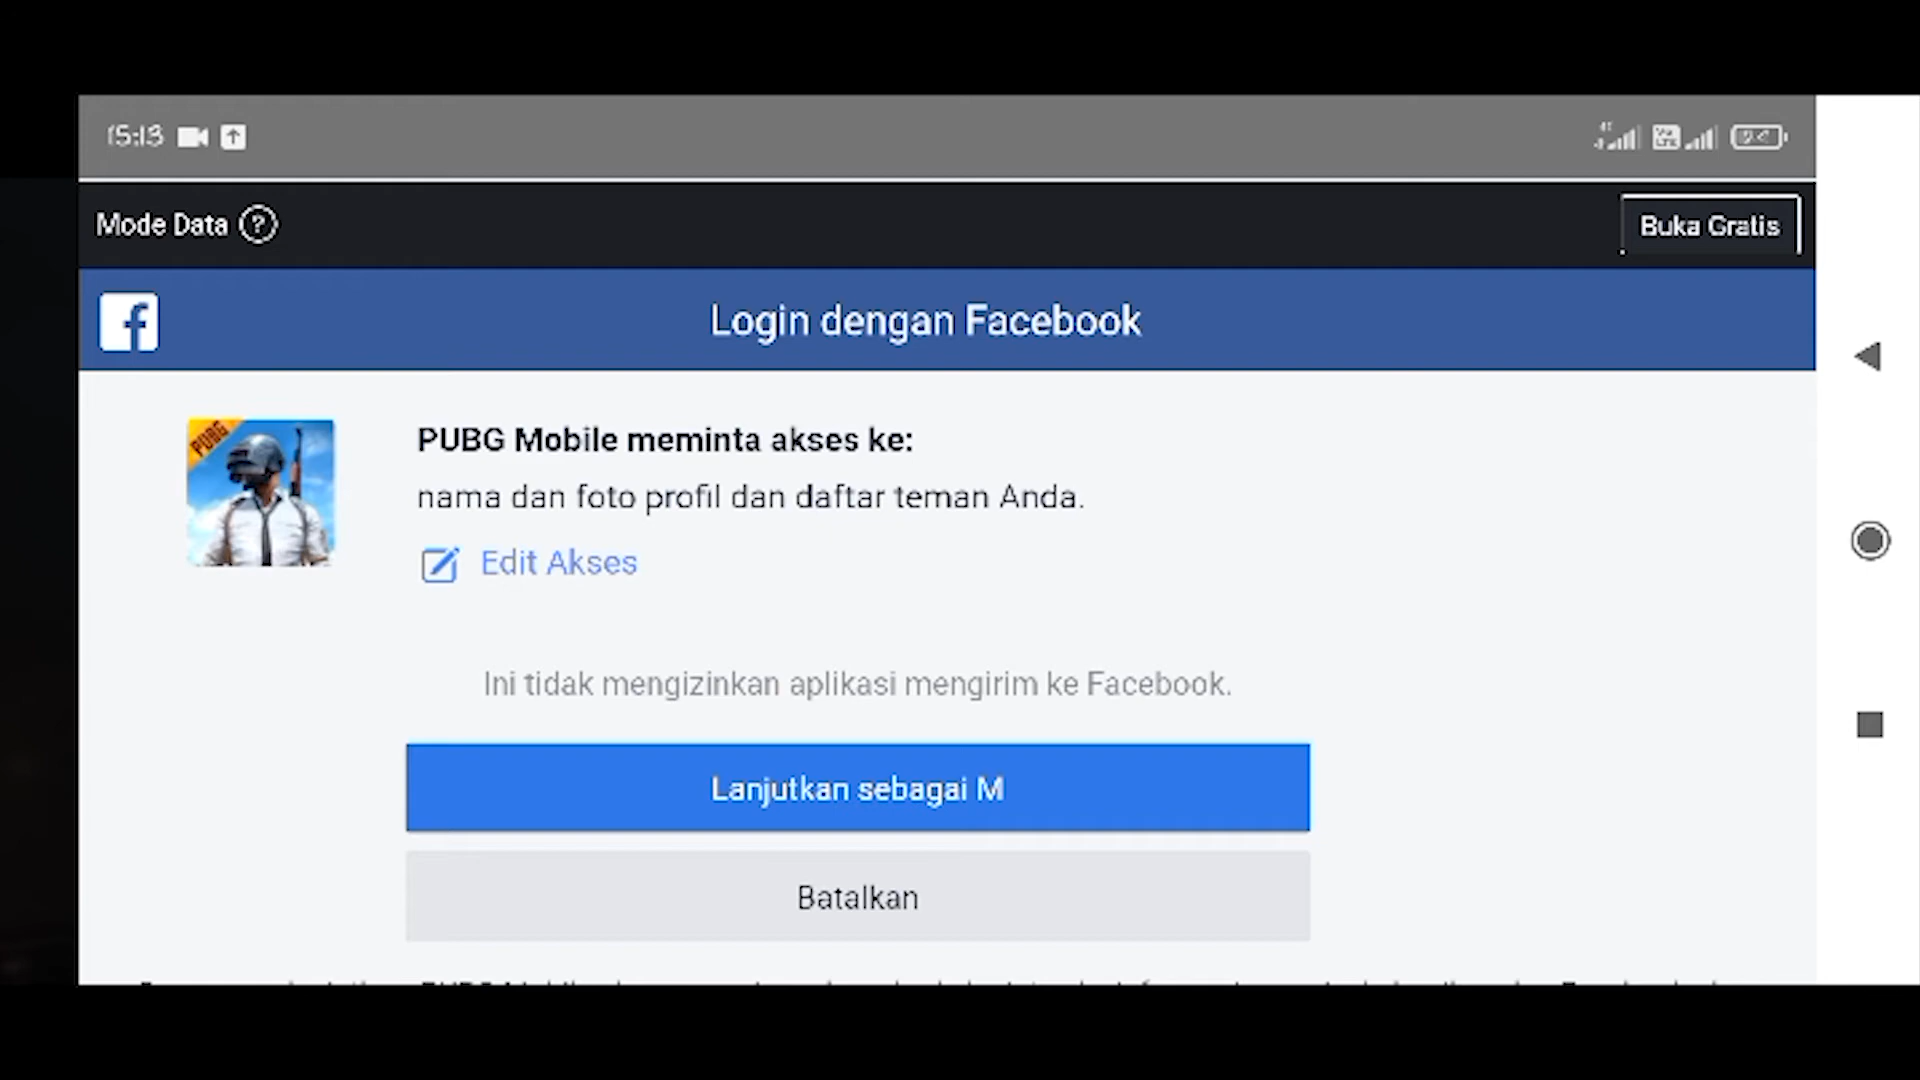 15:13
Mode Data ?
Buka Gratis
Login dengan Facebook
PUBG
PUBG Mobile meminta akses ke:
nama dan foto profil dan daftar teman Anda.
Edit Akses
Ini tidak mengizinkan aplikasi mengirim ke Facebook.
Lanjutkan sebagai M
Batalkan